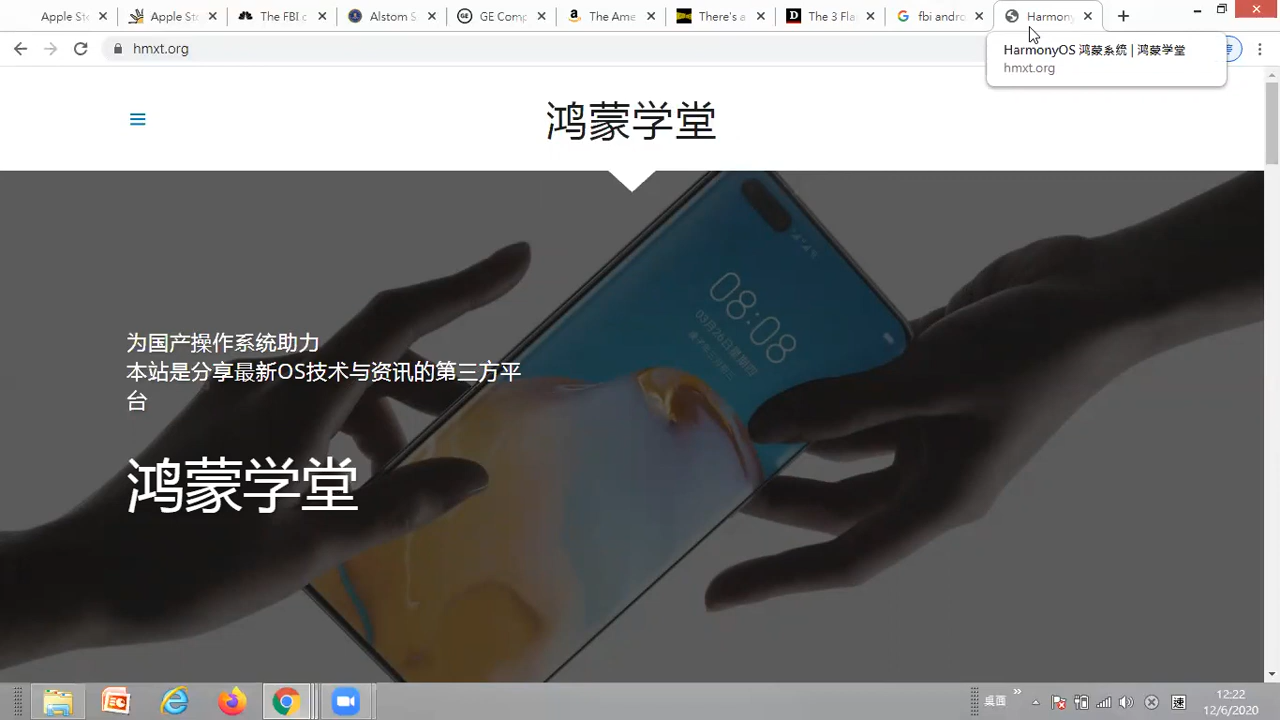 Apple St
Apple St
The FBI c
Alstom
GE Comp
The Ame
There's a
The 5 Fla
fbi andro
Harmony
hmxt.org
HarmonyOS 鸿蒙系统 | 鸿蒙学堂
hmxt.org
鸿蒙学堂
08:08
为国产操作系统助力
本站是分享最新OS技术与资讯的第三方平
台
鸿蒙学堂
桌面
12:22
12/6/2020